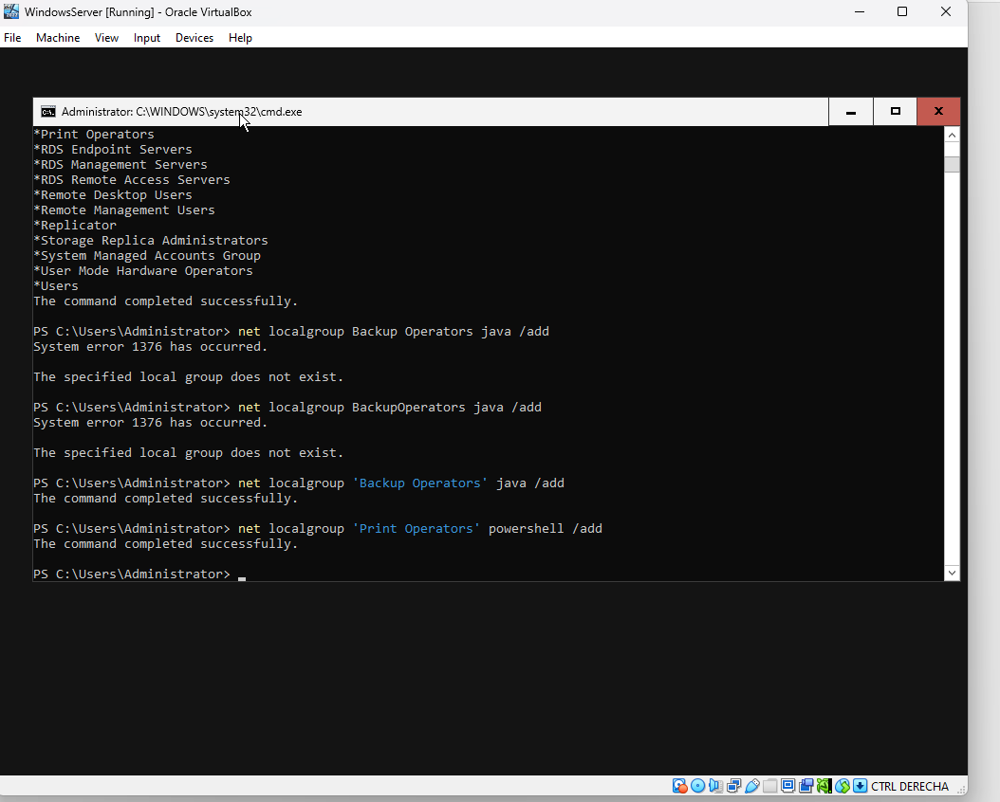 WindowsServer [Running] - Oracle VirtualBox
File Machine View Input Devices Help
Administrator: C:\WINDOWS\system32\cmd.exe
*Print Operators
*RDS Endpoint Servers
*RDS Management Servers
*RDS Remote Access Servers
*Remote Desktop Users
*Remote Management Users
*Replicator
*Storage Replica Administrators
*System Managed Accounts Group
*User Mode Hardware Operators
*Users
The command completed successfully.
PS C:\Users\Administrator> net localgroup Backup Operators java /add
System error 1376 has occurred.
The specified local group does not exist.
PS C:\Users\Administrator> net localgroup BackupOperators java /add
System error 1376 has occurred.
The specified local group does not exist.
PS C:\Users\Administrator> net localgroup 'Backup Operators' java /add
The command completed successfully.
PS C:\Users\Administrator> net localgroup 'Print Operators' powershell /add
The command completed successfully.
PS C:\Users\Administrator>
CTRL DERECHA